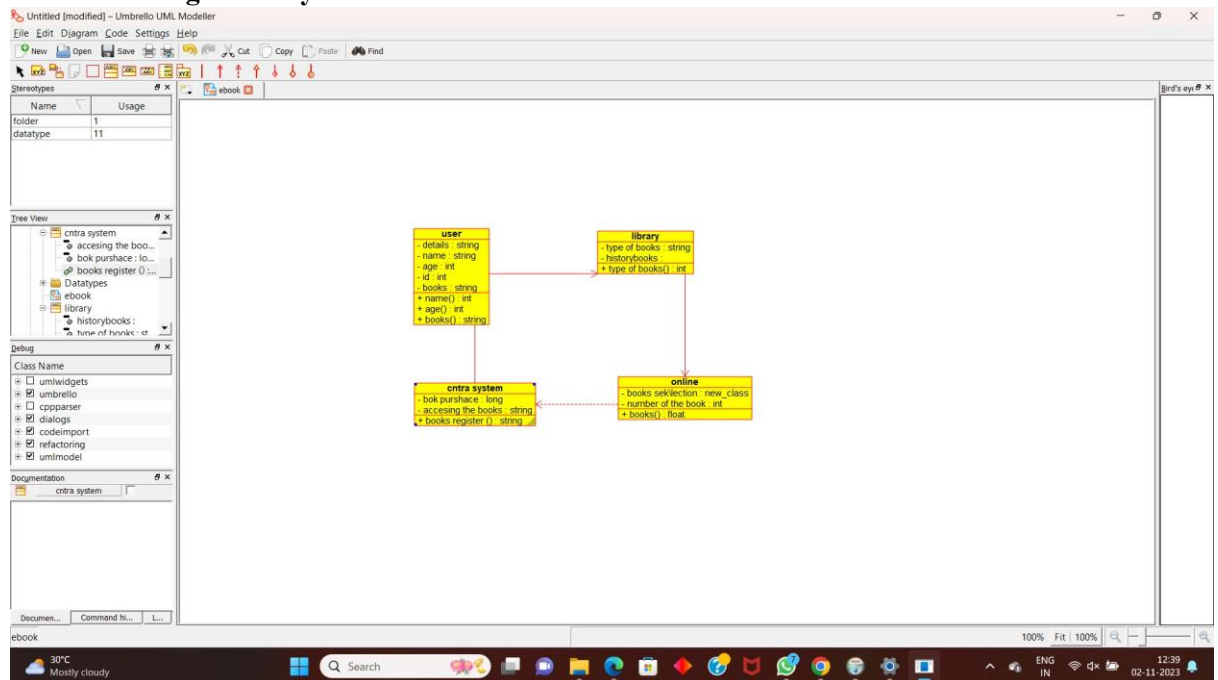 Untitled [modified] – Umbrello UML Modeller
File Edit Diagram Code Settings Help
New Open Save Cut Copy Paste Find
Stereotypes
ebook
Bird's eye
Name Usage
folder 1
datatype 11
Tree View
cntra system
accesing the boo...
bok purshace : lo...
books register () :...
Datatypes
ebook
library
historybooks :
type of books : st
Debug
Class Name
umlwidgets
umbrello
cppparser
dialogs
codeimport
refactoring
umlmodel
Documentation
cntra system
Documen... Command hi... L...
user
- details : string
- name : string
- age : int
- id : int
- books : string
+ name() : int
+ age() : int
+ books() : string
library
- type of books : string
- historybooks :
+ type of books() : int
cntra system
- bok purshace : long
- accesing the books : string
+ books register () : string
online
- books sek\lection : new_class
- number of the book : int
+ books() : float
ebook
100% Fit 100%
30°C
Mostly cloudy
Search
ENG
IN
12:39
02-11-2023